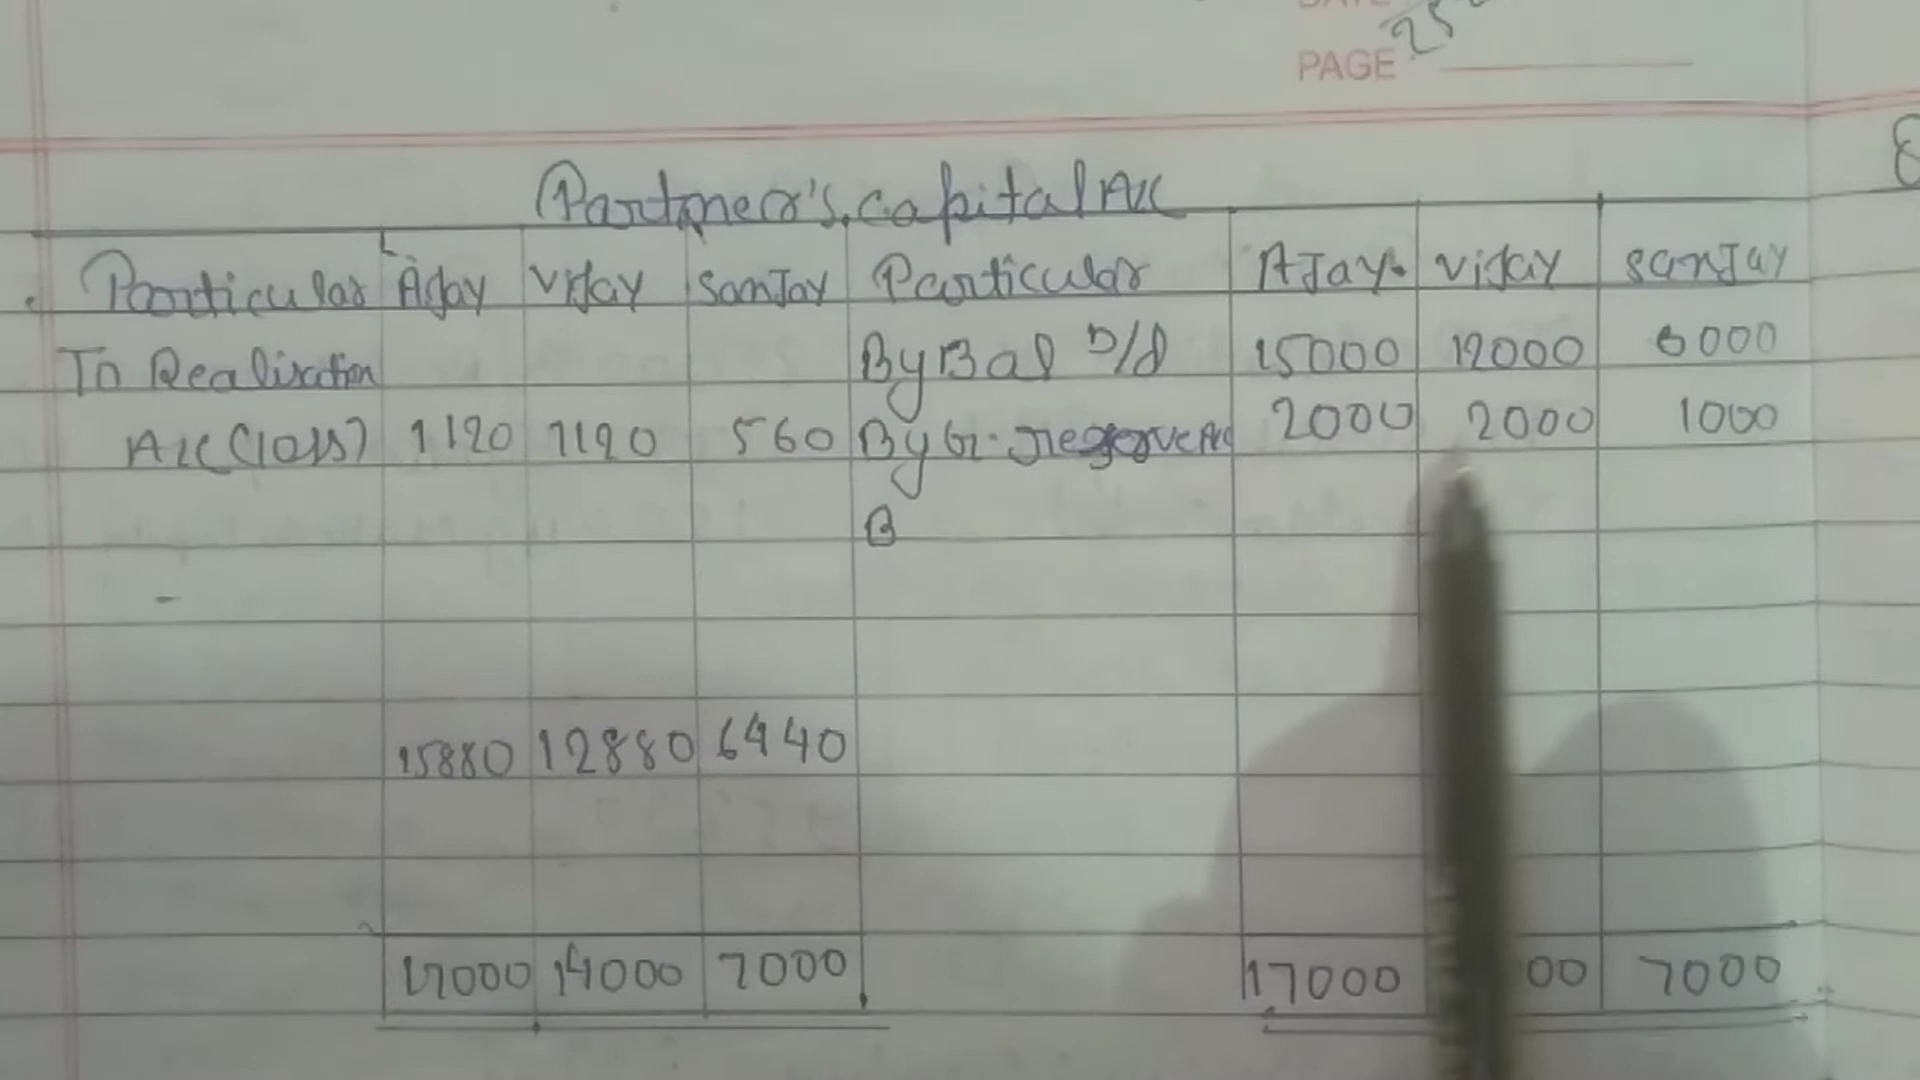 25
PAGE
Partner's capital A/c
Particular Ajay Vijay Sanjay Particular AJay Vijay SanJay
By Bal b/d 15000 12000 6000
To Realisation
A/c (loss) 1120 1120 560 By G. reserve A/c 2000 2000 1000
B
15880 12880 6440
17000 14000 7000 17000 00 7000